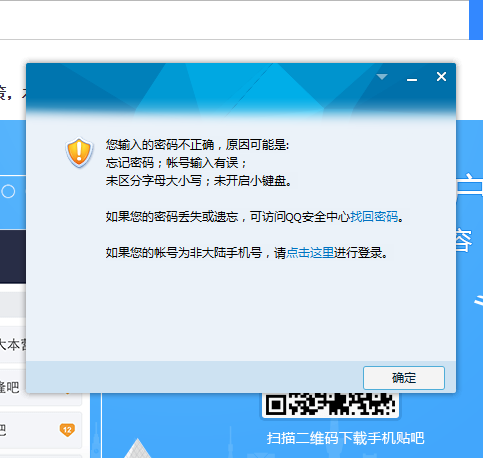 您输入的密码不正确，原因可能是:
忘记密码；帐号输入有误；
未区分字母大小写；未开启小键盘。
如果您的密码丢失或遗忘，可访问QQ安全中心找回密码。
如果您的帐号为非大陆手机号，请点击这里进行登录。
确定
大本营
隆吧
吧
12
容
扫描二维码下载手机贴吧